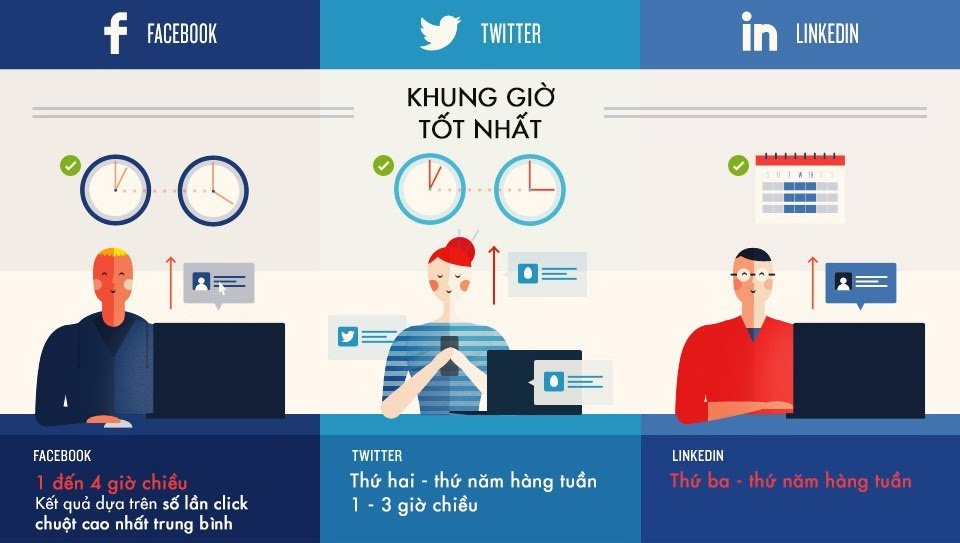 FACEBOOK
TWITTER
LINKEDIN
KHUNG GIỜ
TỐT NHẤT
S M T W TH F S
FACEBOOK
1 đến 4 giờ chiều
Kết quả dựa trên số lần click
chuột cao nhất trung bình
TWITTER
Thứ hai - thứ năm hàng tuần
1 - 3 giờ chiều
LINKEDIN
Thứ ba - thứ năm hàng tuần